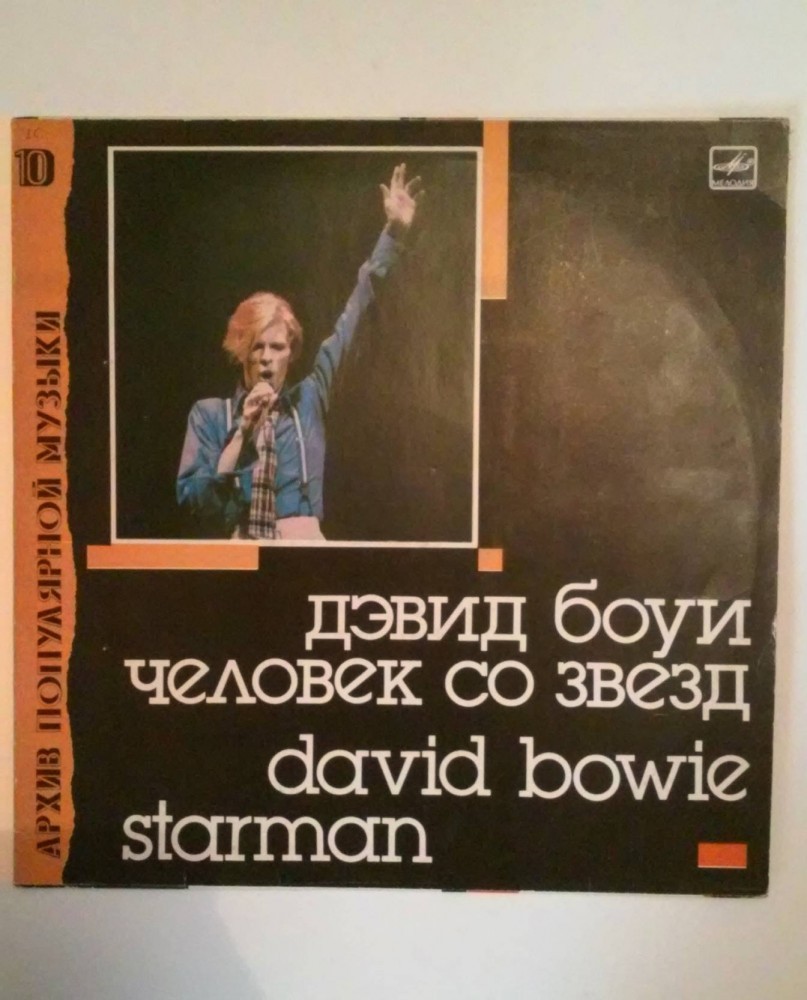 10
АРХИВ ПОПУЛЯРНОЙ МУЗЫКИ
МЕЛОДИЯ
дэвид боуи
человек со звезд
david bowie
starman